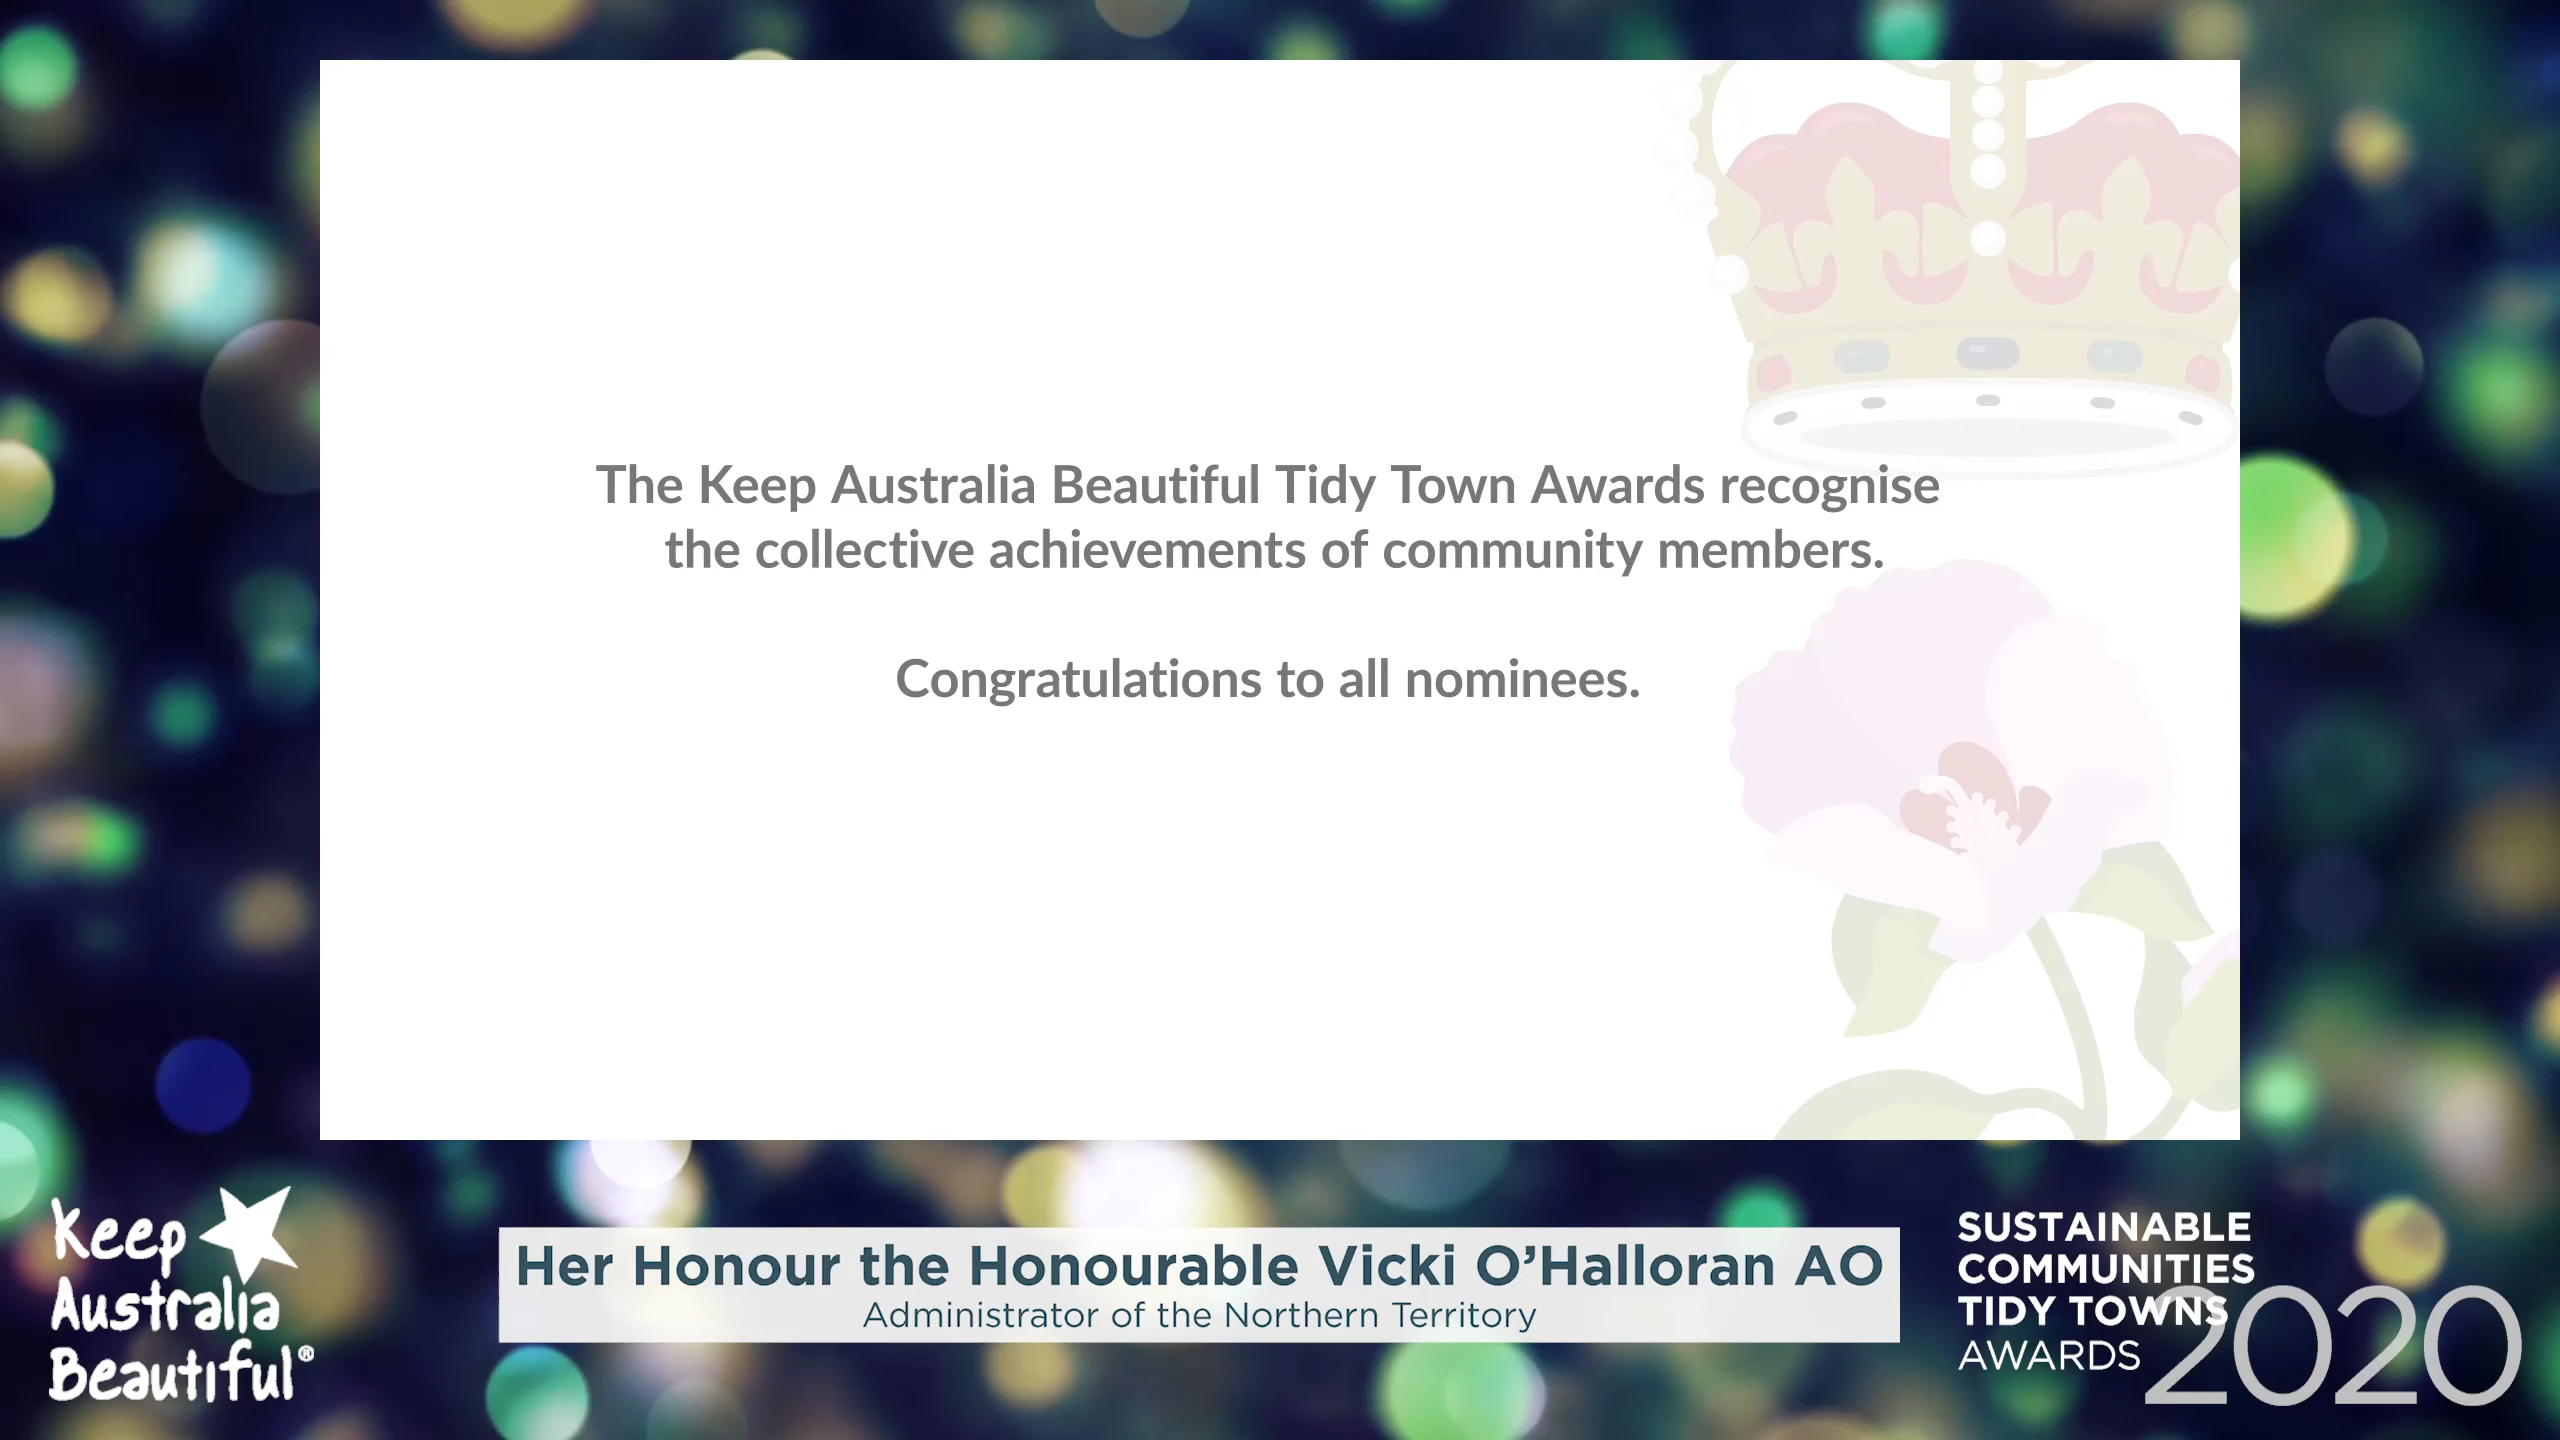 The Keep Australia Beautiful Tidy Town Awards recognise
the collective achievements of community members.
Congratulations to all nominees.
Keep
Australia
Beautiful®
Her Honour the Honourable Vicki O’Halloran AO
Administrator of the Northern Territory
SUSTAINABLE
COMMUNITIES
TIDY TOWNS
AWARDS 2020